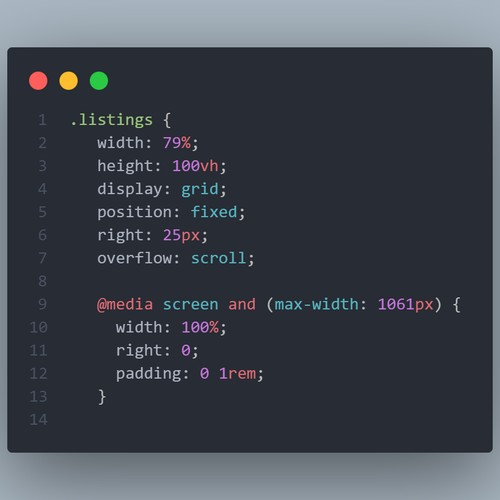 1 .listings {
2 width: 79%;
3 height: 100vh;
4 display: grid;
5 position: fixed;
6 right: 25px;
7 overflow: scroll;
8
9 @media screen and (max-width: 1061px) {
10 width: 100%;
11 right: 0;
12 padding: 0 1rem;
13 }
14